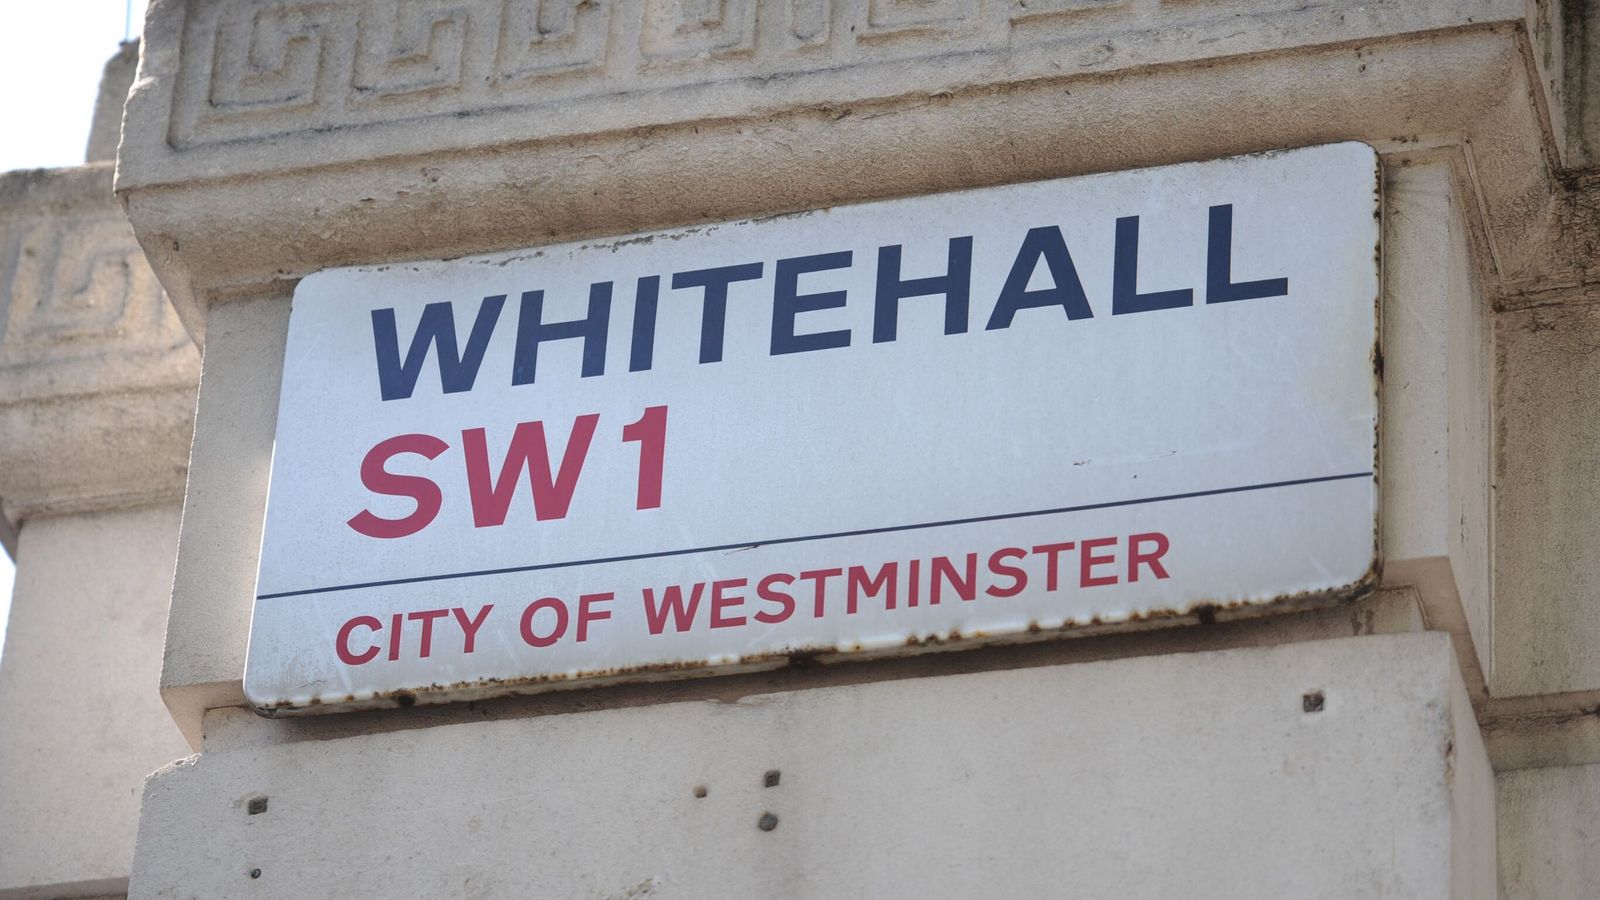 WHITEHALL
SW1
CITY OF WESTMINSTER